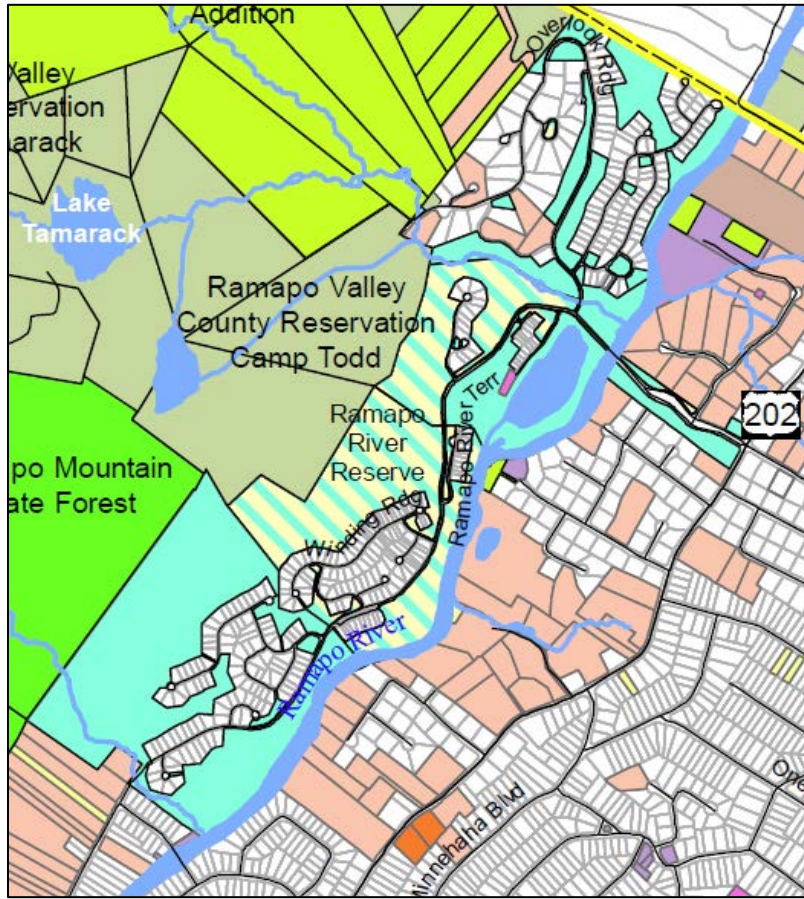 Addition
Overlook Rdg
Valley
ervation
arack
Lake
Tamarack
Ramapo Valley
County Reservation
Camp Todd
202
Ramapo
River
Reserve
Ramapo River Terr
po Mountain
ate Forest
Winding Rdg
Ramapo River
Minnehaha Blvd